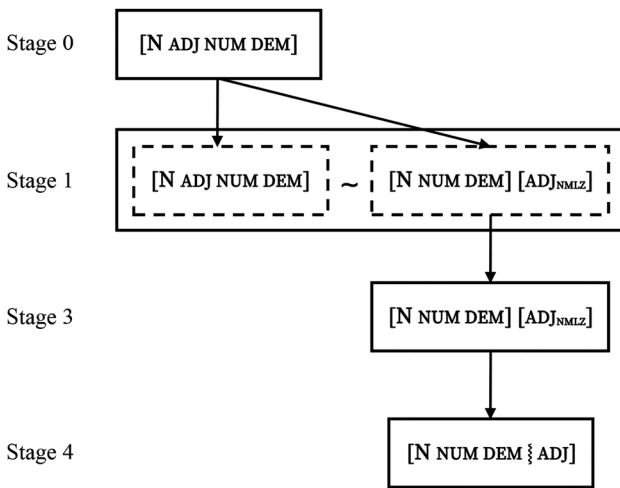 Stage 0 [N ADJ NUM DEM]
Stage 1 [N ADJ NUM DEM] ~ [N NUM DEM] [ADJNMLZ]
Stage 3 [N NUM DEM] [ADJNMLZ]
Stage 4 [N NUM DEM ⦚ ADJ]